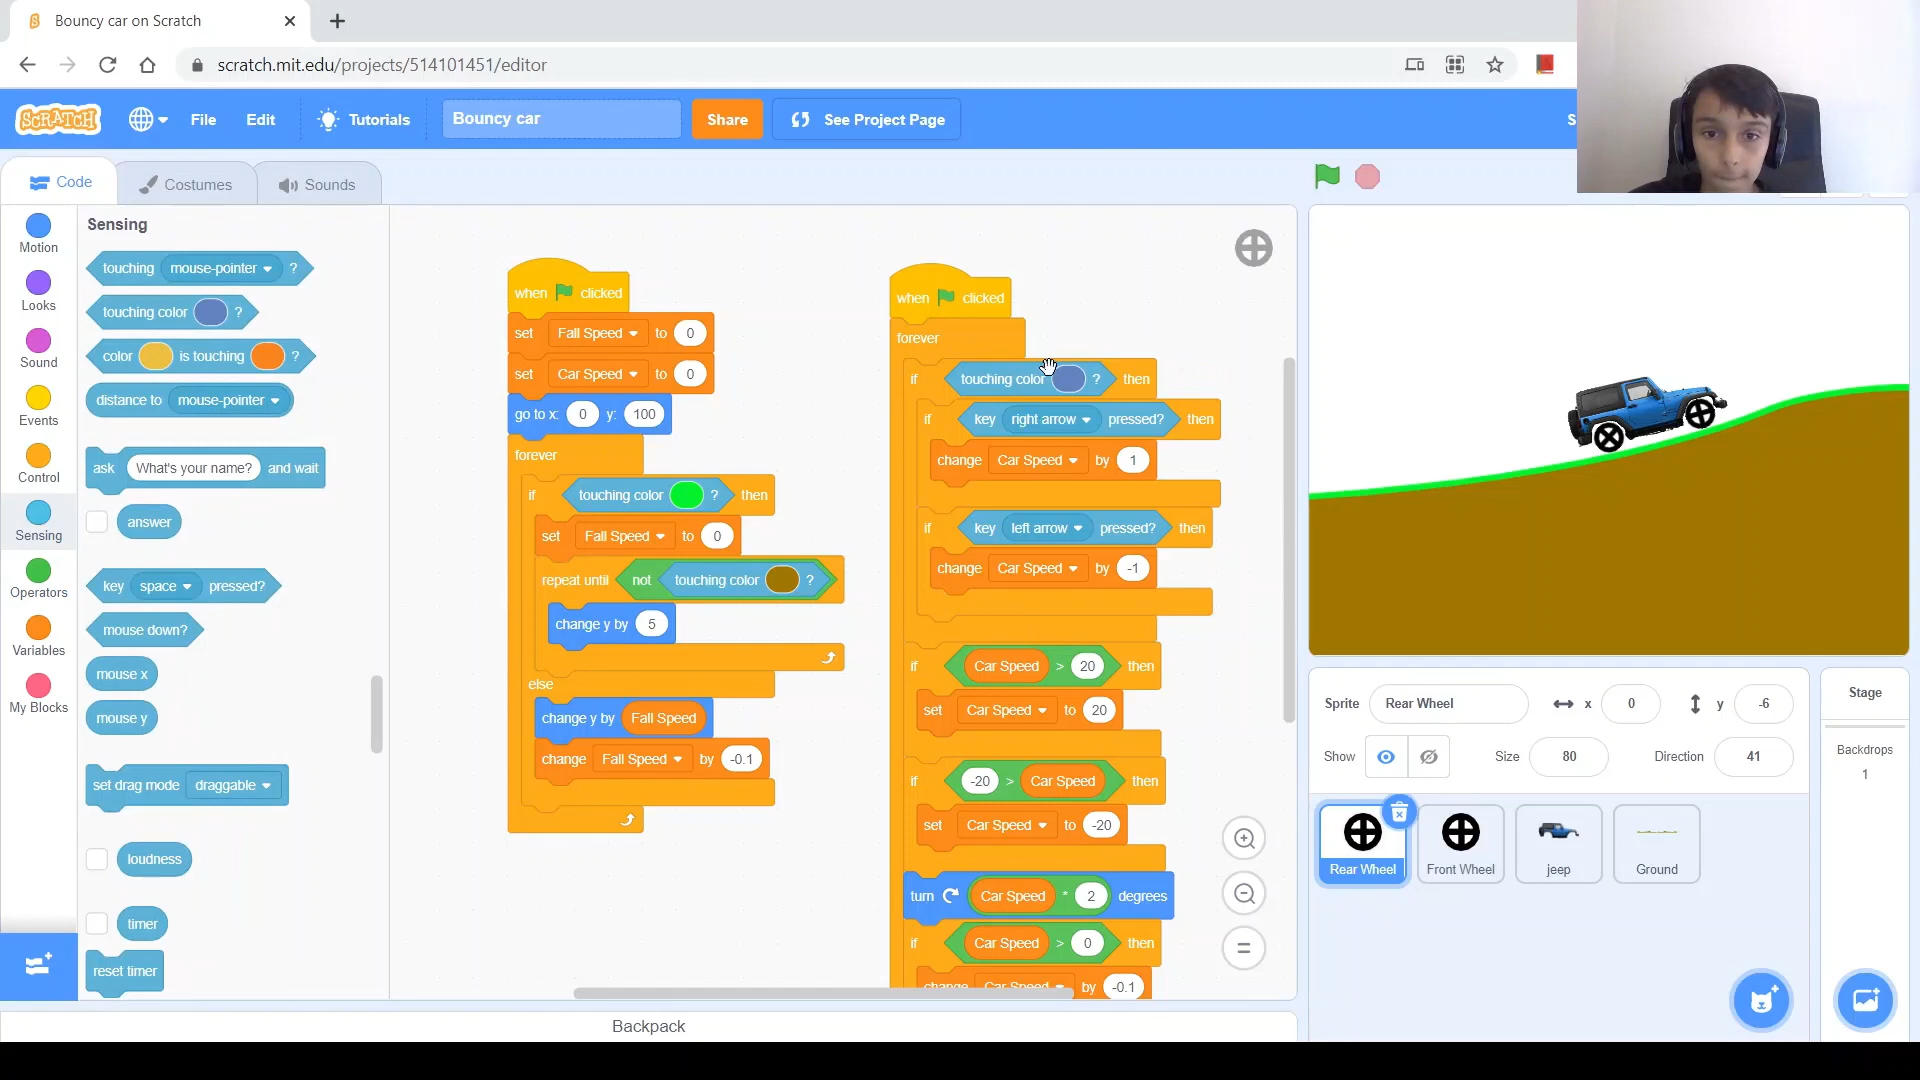 Bouncy car on Scratch
scratch.mit.edu/projects/514101451/editor
SCRATCH
File
Edit
Tutorials
Bouncy car
Share
See Project Page
S
Code
Costumes
Sounds
Motion
Looks
Sound
Events
Control
Sensing
Operators
Variables
My Blocks
Sensing
touching mouse-pointer ?
touching color ?
color is touching ?
distance to mouse-pointer
ask What's your name? and wait
answer
key space pressed?
mouse down?
mouse x
mouse y
set drag mode draggable
loudness
timer
reset timer
when clicked
set Fall Speed to 0
set Car Speed to 0
go to x: 0 y: 100
forever
if touching color ? then
set Fall Speed to 0
repeat until not touching color ?
change y by 5
else
change y by Fall Speed
change Fall Speed by -0.1
when clicked
forever
if touching color ? then
if key right arrow pressed? then
change Car Speed by 1
if key left arrow pressed? then
change Car Speed by -1
if Car Speed > 20 then
set Car Speed to 20
if -20 > Car Speed then
set Car Speed to -20
turn Car Speed * 2 degrees
if Car Speed > 0 then
change Car Speed by -0.1
Backpack
Sprite Rear Wheel x 0 y -6
Show Size 80 Direction 41
Rear Wheel
Front Wheel
jeep
Ground
Stage
Backdrops
1